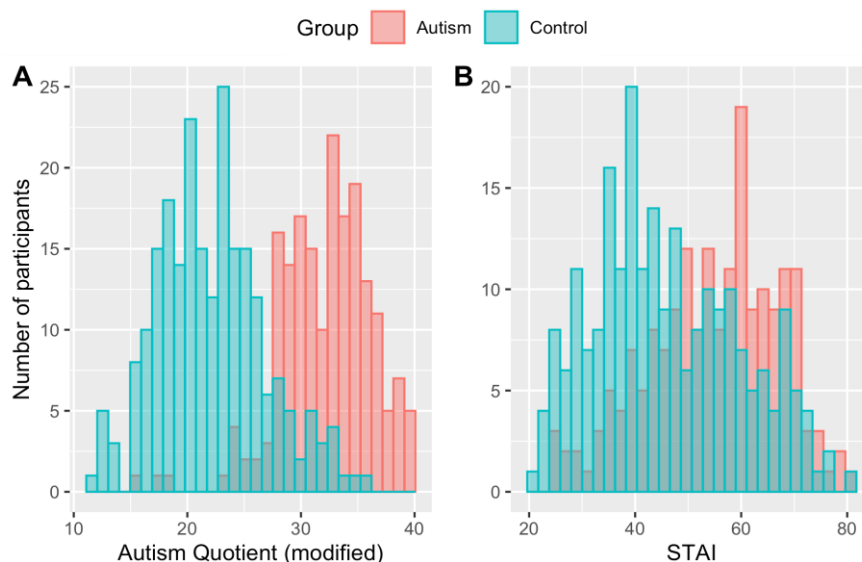 Group Autism Control
A
25
20
15
10
5
0
Number of participants
10 20 30 40
Autism Quotient (modified)
B
20
15
10
5
0
20 40 60 80
STAI